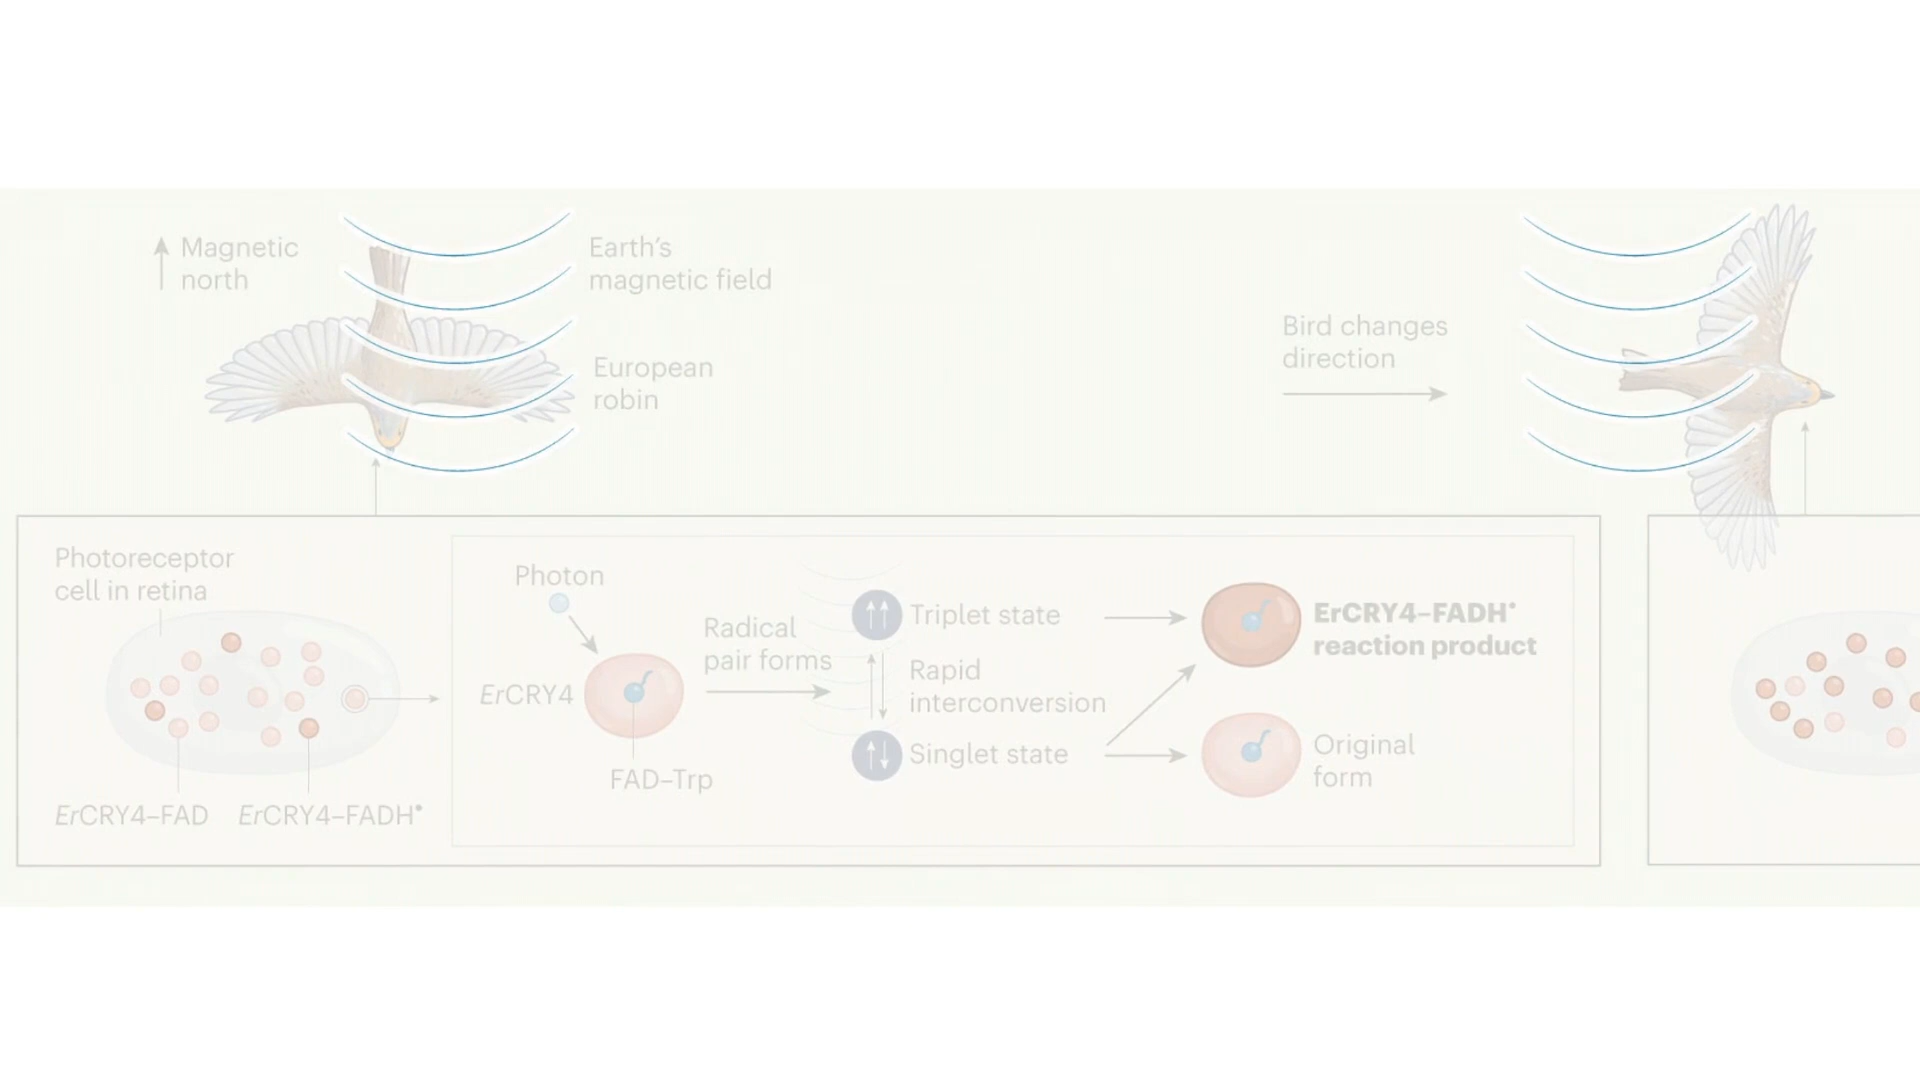 Magnetic
north
Earth's
magnetic field
European
robin
Bird changes
direction
Photoreceptor
cell in retina
ErCRY4–FAD
ErCRY4–FADH•
Photon
ErCRY4
FAD–Trp
Radical
pair forms
Triplet state
Rapid
interconversion
Singlet state
ErCRY4–FADH•
reaction product
Original
form